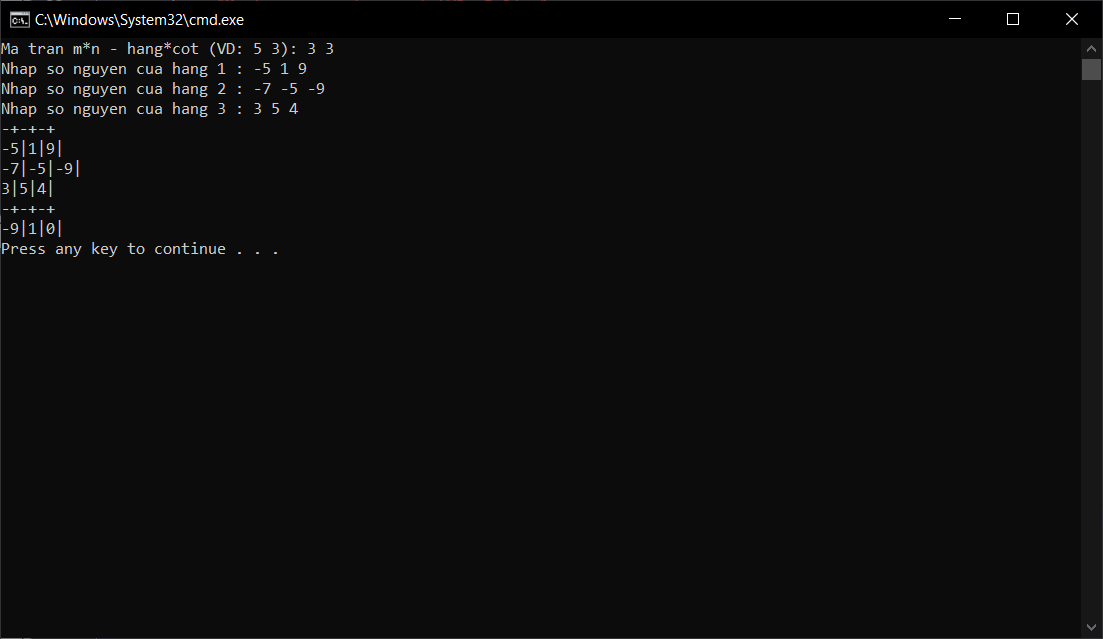 C:\Windows\System32\cmd.exe
Ma tran m*n - hang*cot (VD: 5 3): 3 3
Nhap so nguyen cua hang 1 : -5 1 9
Nhap so nguyen cua hang 2 : -7 -5 -9
Nhap so nguyen cua hang 3 : 3 5 4
-+-+-+
-5|1|9|
-7|-5|-9|
3|5|4|
-+-+-+
-9|1|0|
Press any key to continue . . .